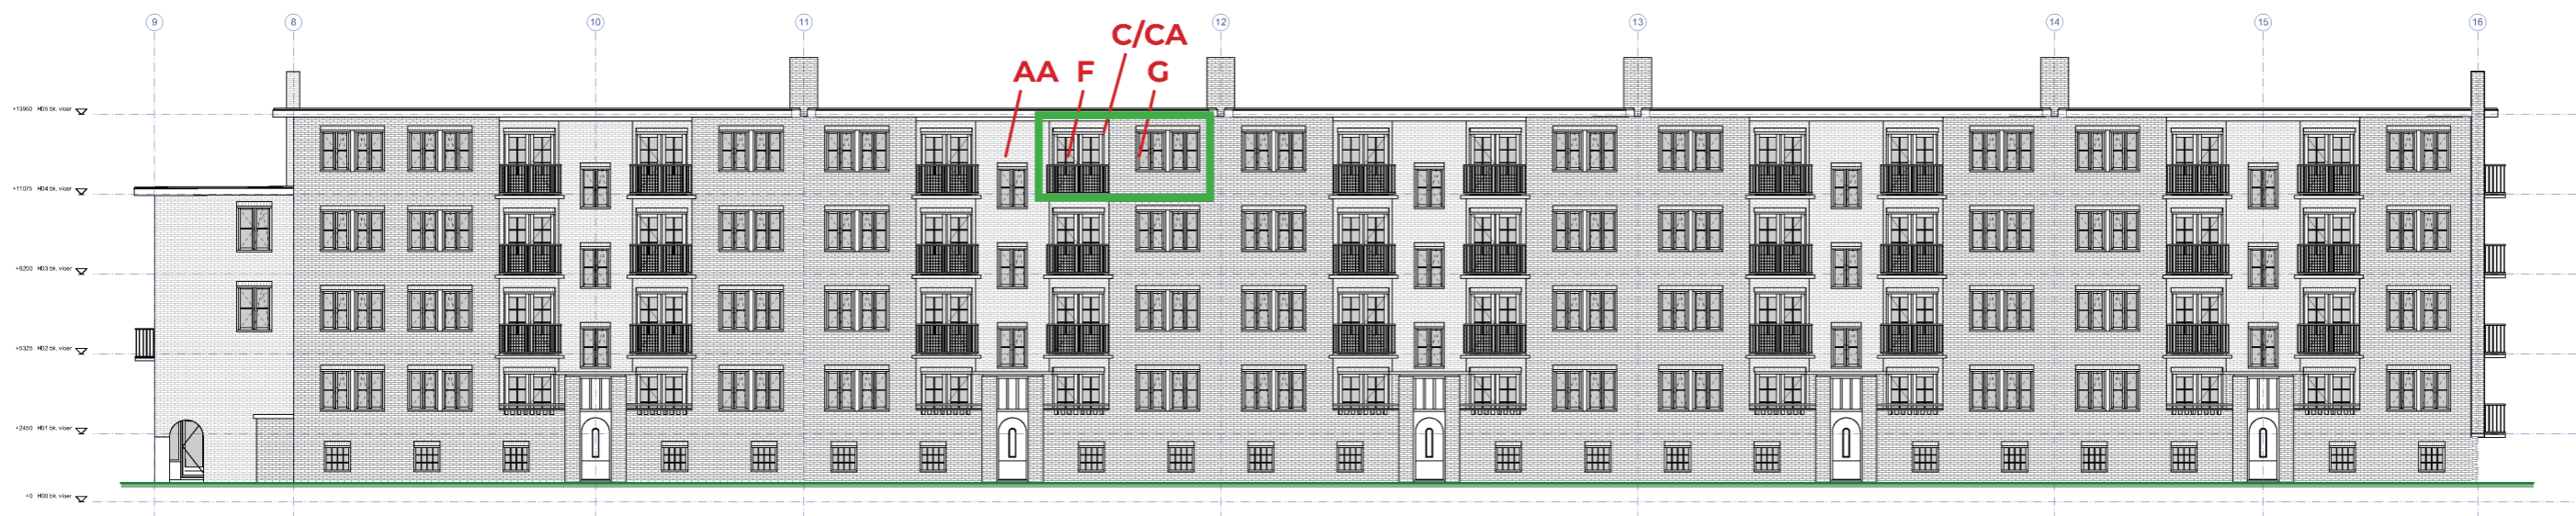 9 8 10 11 12 13 14 15 16
C/CA
AA F G
+13950 H05 bk. vloer
+11075 H04 bk. vloer
+8200 H03 bk. vloer
+5325 H02 bk. vloer
+2450 H01 bk. vloer
+0 H00 bk. vloer